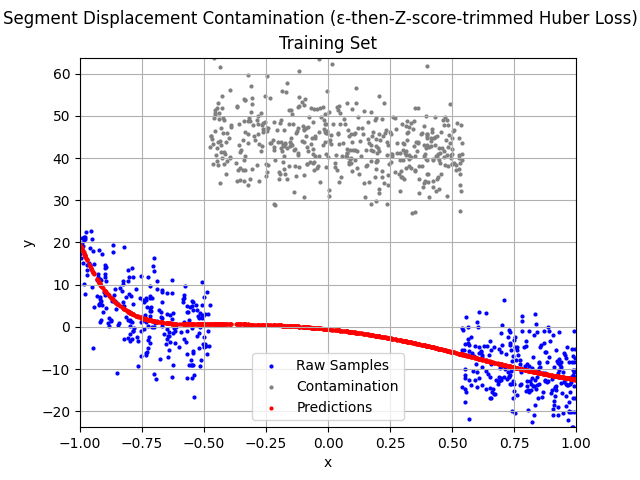 Segment Displacement Contamination (ε-then-Z-score-trimmed Huber Loss)
Training Set
60
50
40
30
20
10
0
−10
−20
y
Raw Samples
Contamination
Predictions
−1.00 −0.75 −0.50 −0.25 0.00 0.25 0.50 0.75 1.00
x